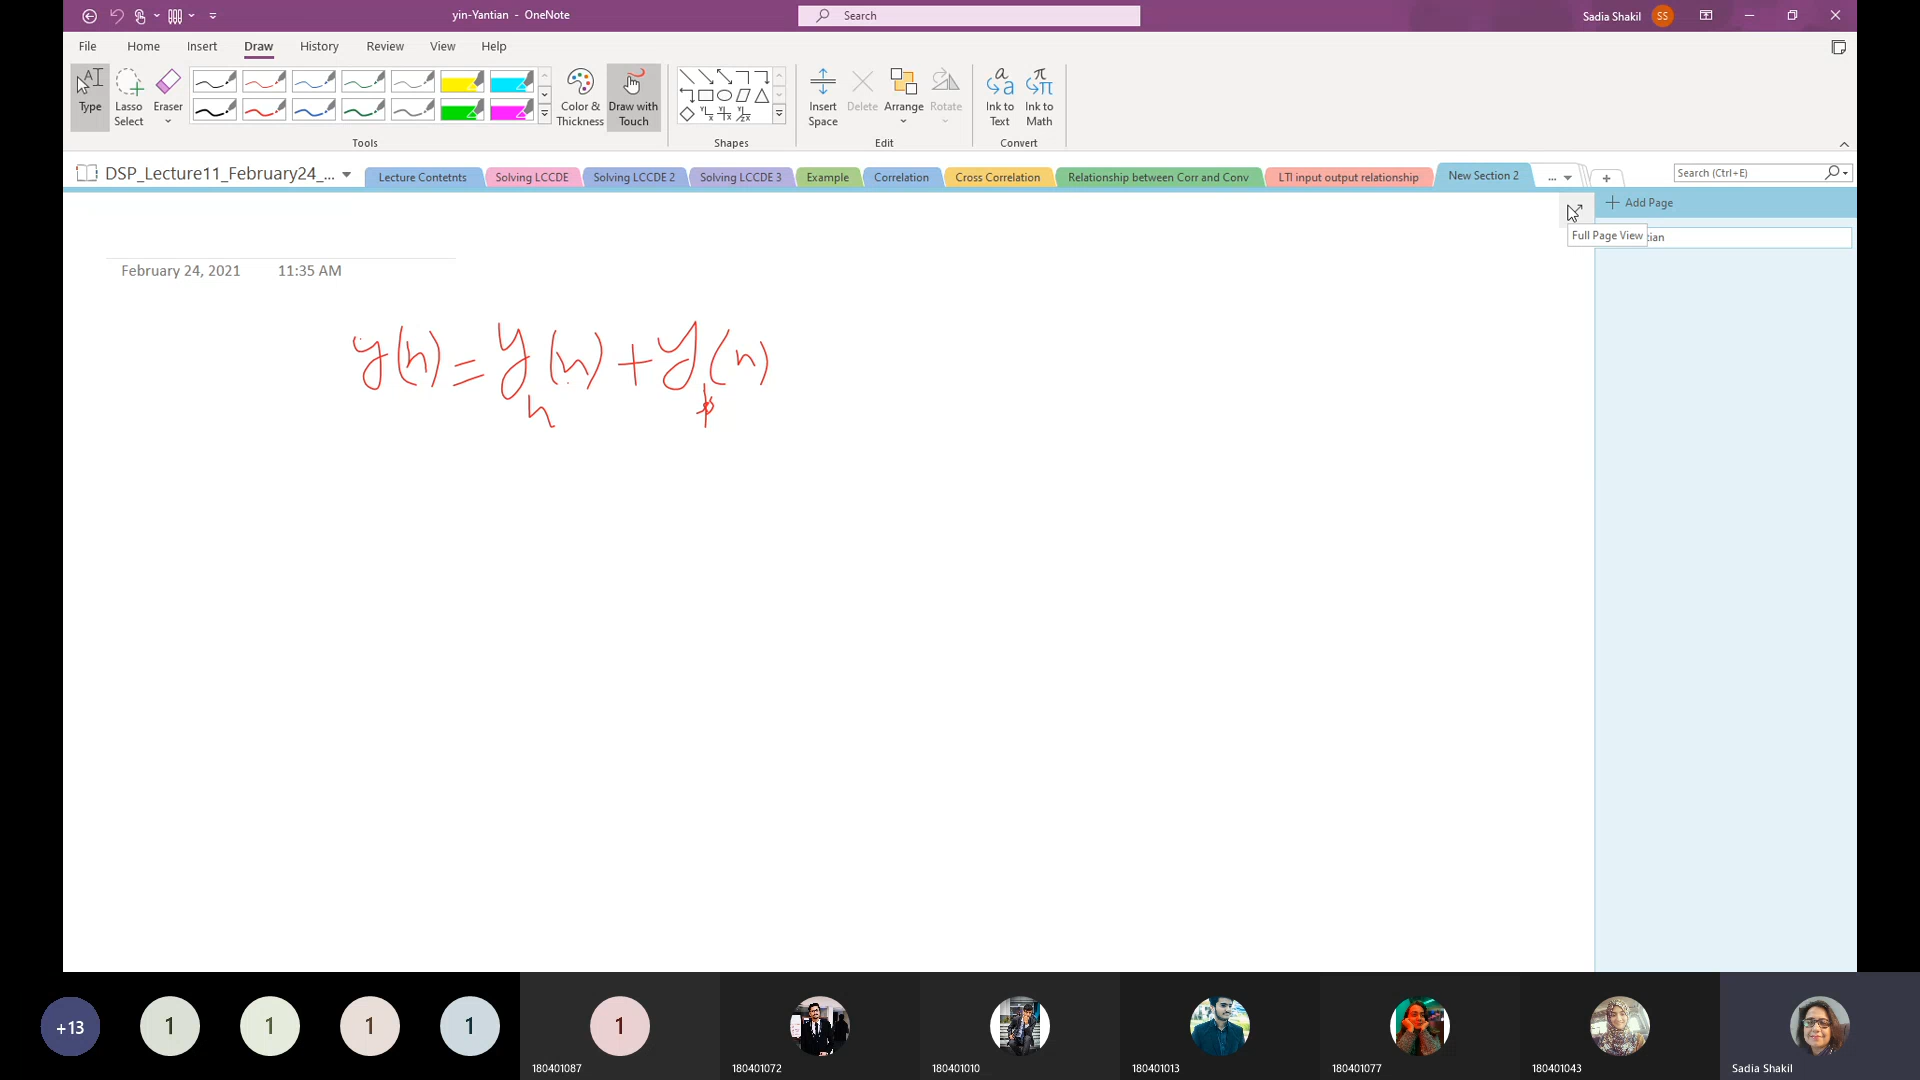 yin-Yantian - OneNote
Search
Sadia Shakil
SS
File Home Insert Draw History Review View Help
Type
Lasso Select
Eraser
Color & Thickness
Draw with Touch
Insert Space
Delete
Arrange
Rotate
Ink to Text
Ink to Math
Tools
Shapes
Edit
Convert
DSP_Lecture11_February24_...
Lecture Contetnts
Solving LCCDE
Solving LCCDE 2
Solving LCCDE 3
Example
Correlation
Cross Correlation
Relationship between Corr and Conv
LTI input output relationship
New Section 2
...
Search (Ctrl+E)
Add Page
Full Page View
tian
February 24, 2021 11:35 AM
y(n) = y_h(n) + y_p(n)
+13
1
1
1
1
1
180401087
180401072
180401010
180401013
180401077
180401043
Sadia Shakil